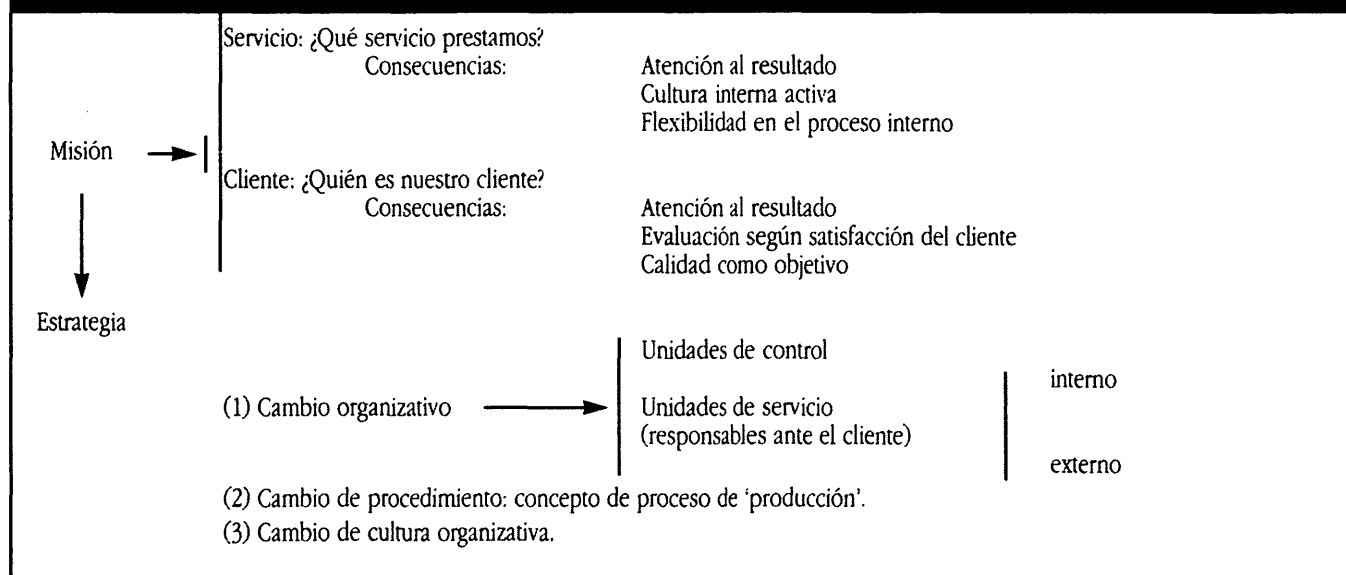 Servicio: ¿Qué servicio prestamos?
Consecuencias: Atención al resultado
Cultura interna activa
Flexibilidad en el proceso interno
Misión
Cliente: ¿Quién es nuestro cliente?
Consecuencias: Atención al resultado
Evaluación según satisfacción del cliente
Calidad como objetivo
Estrategia
Unidades de control
interno
(1) Cambio organizativo Unidades de servicio
(responsables ante el cliente)
externo
(2) Cambio de procedimiento: concepto de proceso de ‘producción’.
(3) Cambio de cultura organizativa.